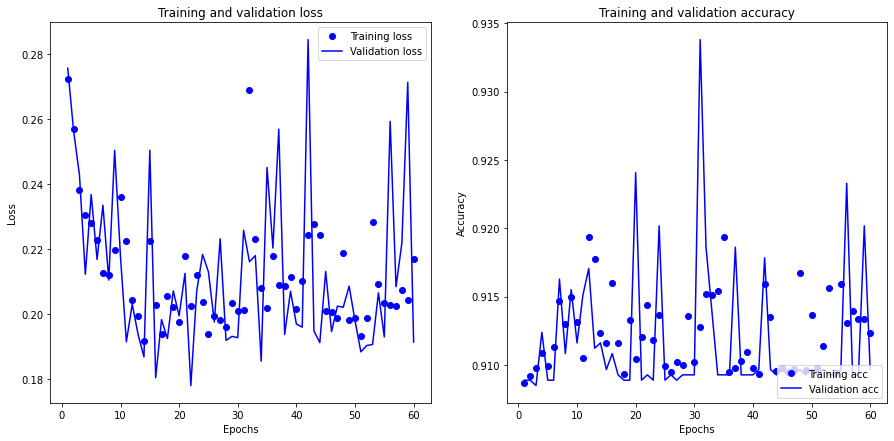 Training and validation loss
Training loss
Validation loss
0.28
0.26
0.24
0.22
0.20
0.18
Loss
0
10
20
30
40
50
60
Epochs
Training and validation accuracy
0.935
0.930
0.925
0.920
0.915
0.910
Accuracy
Training acc
Validation acc
0
10
20
30
40
50
60
Epochs